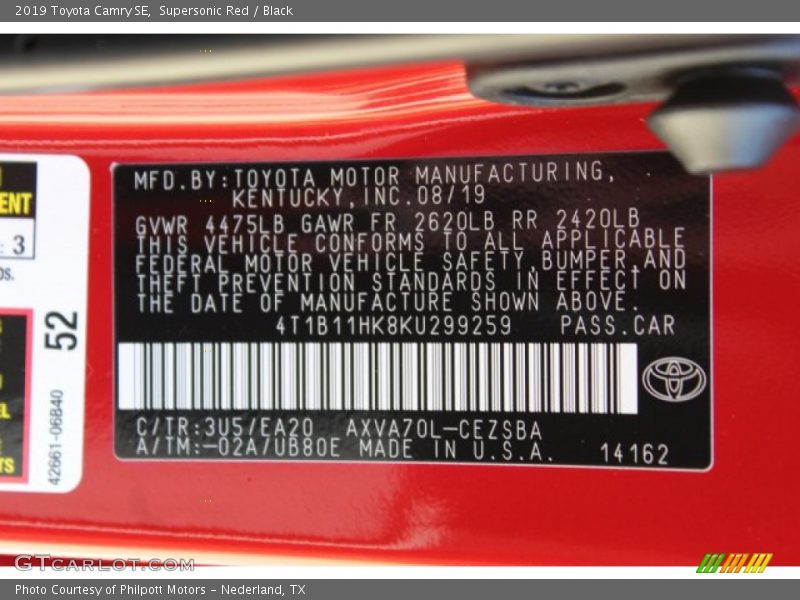 2019 Toyota Camry SE, Supersonic Red / Black
MFD.BY:TOYOTA MOTOR MANUFACTURING,
KENTUCKY,INC.08/19
GVWR 4475LB GAWR FR 2620LB RR 2420LB
THIS VEHICLE CONFORMS TO ALL APPLICABLE
FEDERAL MOTOR VEHICLE SAFETY,BUMPER,AND
THEFT PREVENTION STANDARDS IN EFFECT ON
THE DATE OF MANUFACTURE SHOWN ABOVE.
4T1B11HK8KU299259 PASS.CAR
C/TR:3U5/EA20 AXVA70L-CEZSBA
A/TM:-02A/UB80E MADE IN U.S.A. 14162
: 3
52
42661-06B40
GTCARLOT.COM
Photo Courtesy of Philpott Motors - Nederland, TX